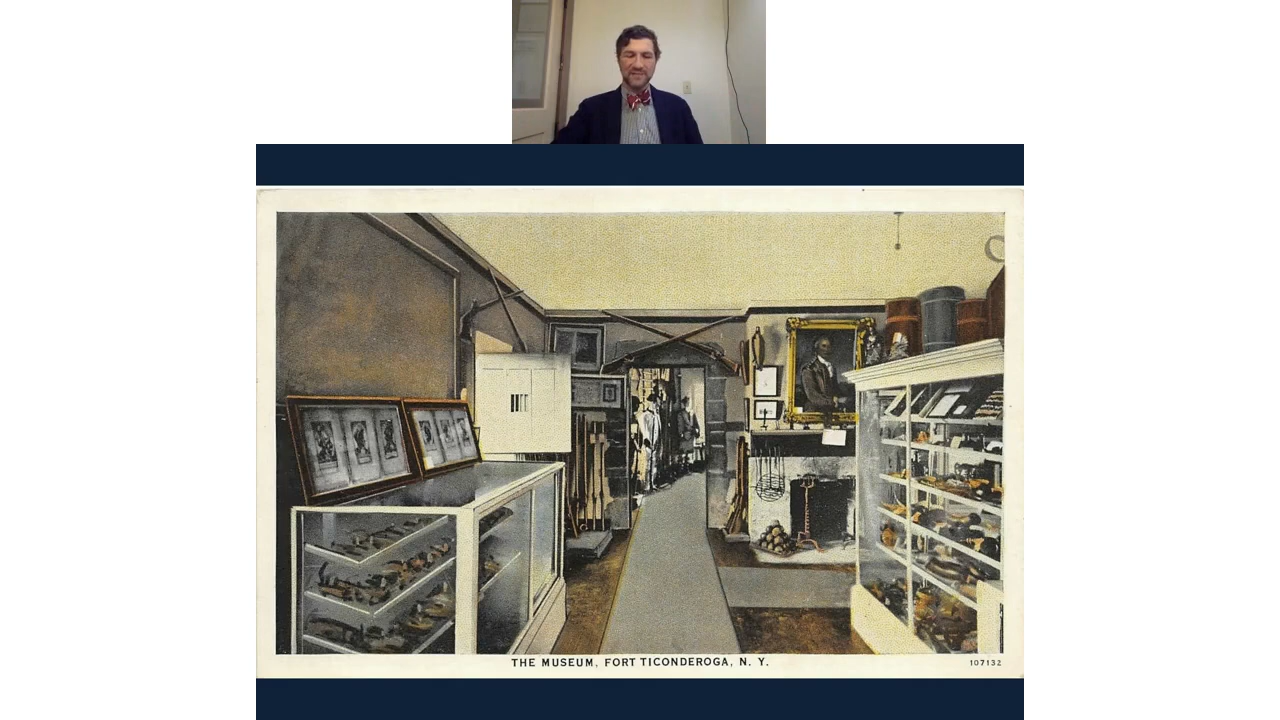 THE MUSEUM, FORT TICONDEROGA, N. Y.
107132